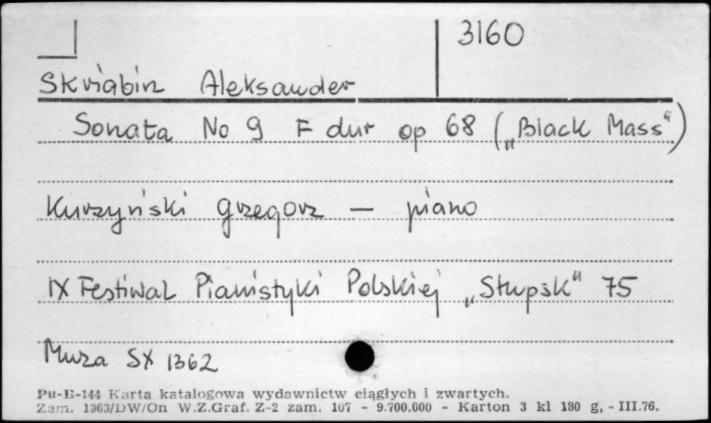 3160
Skriabin Aleksander
Sonata No 9 F dur op 68 („Black Mass“)
Kurzyński Grzegorz — piano
IX Festiwal Pianistyki Polskiej „Słupsk“ 75
Muza SX 1362
Pu-B-144 Karta katalogowa wydawnictw ciągłych i zwartych.
Zam. 1363/DW/On W.Z.Graf. Z-2 zam. 107 - 9.700.000 - Karton 3 kl 180 g, - III.76.